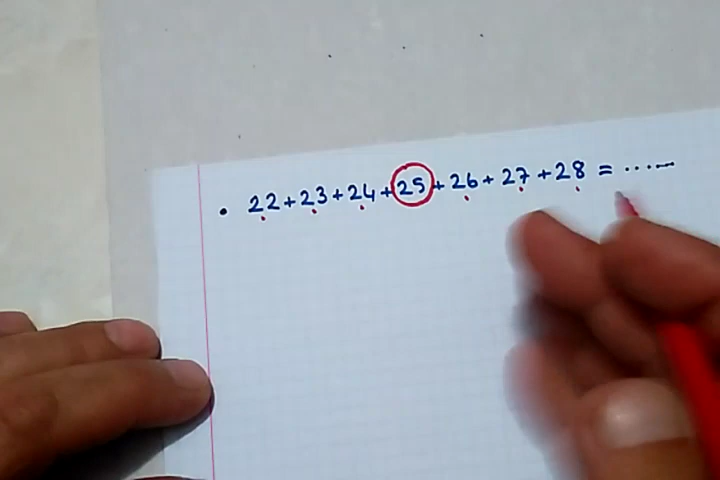 • 22 + 23 + 24 + 25 + 26 + 27 + 28 = ......